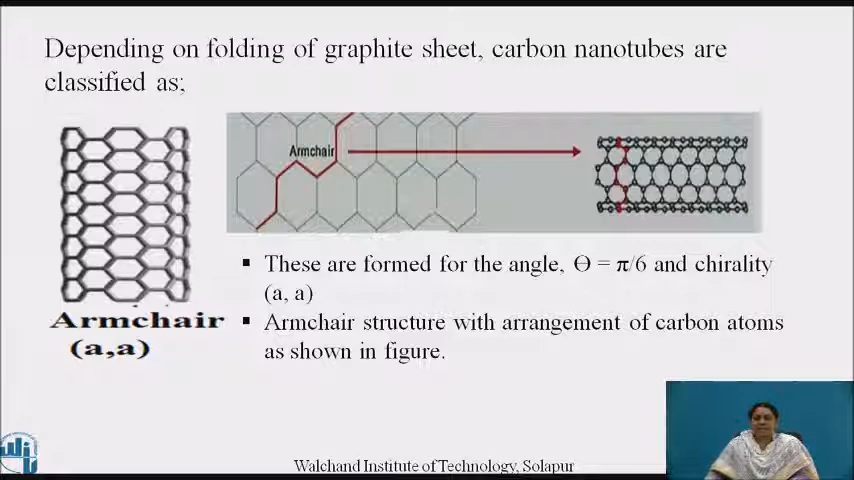 Depending on folding of graphite sheet, carbon nanotubes are
classified as;
Armchair
Armchair
(a,a)
▪ These are formed for the angle, Ɵ = π/6 and chirality
(a, a)
▪ Armchair structure with arrangement of carbon atoms
as shown in figure.
Walchand Institute of Technology, Solapur